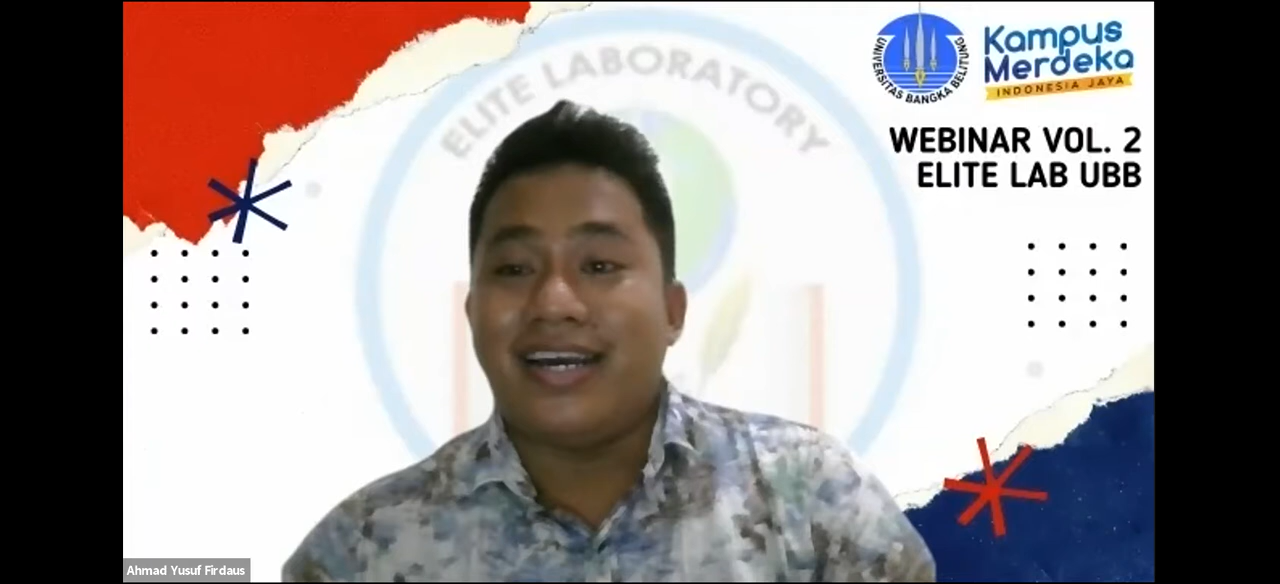 ELITE LABORATORY
UNIVERSITAS BANGKA BELITUNG
Kampus
Merdeka
INDONESIA JAYA
WEBINAR VOL. 2
ELITE LAB UBB
Ahmad Yusuf Firdaus